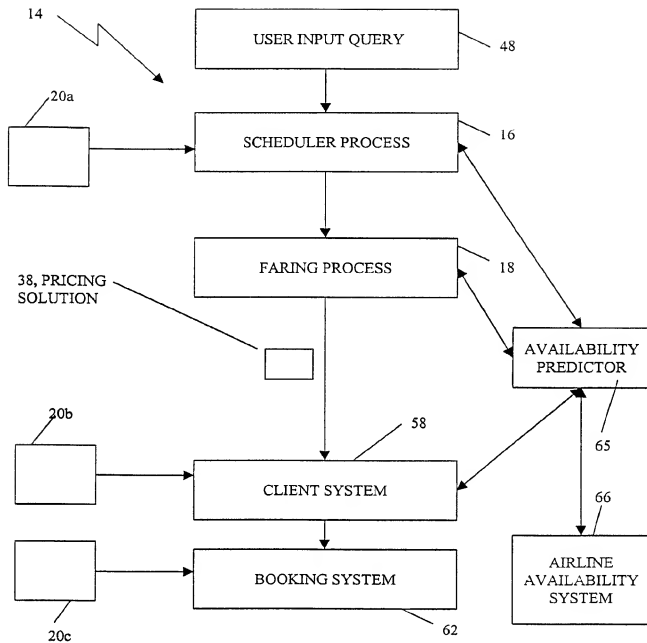 14
USER INPUT QUERY
48
20a
SCHEDULER PROCESS
16
FARING PROCESS
18
38, PRICING
SOLUTION
AVAILABILITY
PREDICTOR
65
20b
58
CLIENT SYSTEM
66
BOOKING SYSTEM
AIRLINE
AVAILABILITY
SYSTEM
20c
62